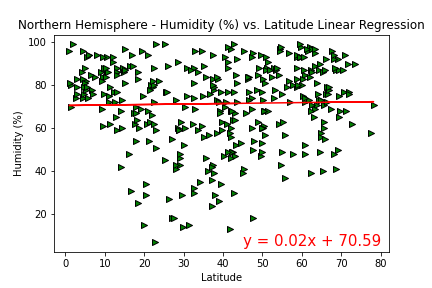 Northern Hemisphere - Humidity (%) vs. Latitude Linear Regression
100
80
60
40
20
Humidity (%)
y = 0.02x + 70.59
0 10 20 30 40 50 60 70 80
Latitude